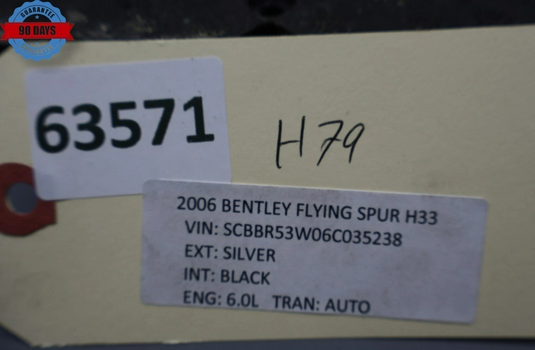 GUARANTEE
90 DAYS
63571
H79
2006 BENTLEY FLYING SPUR H33
VIN: SCBBR53W06C035238
EXT: SILVER
INT: BLACK
ENG: 6.0L TRAN: AUTO